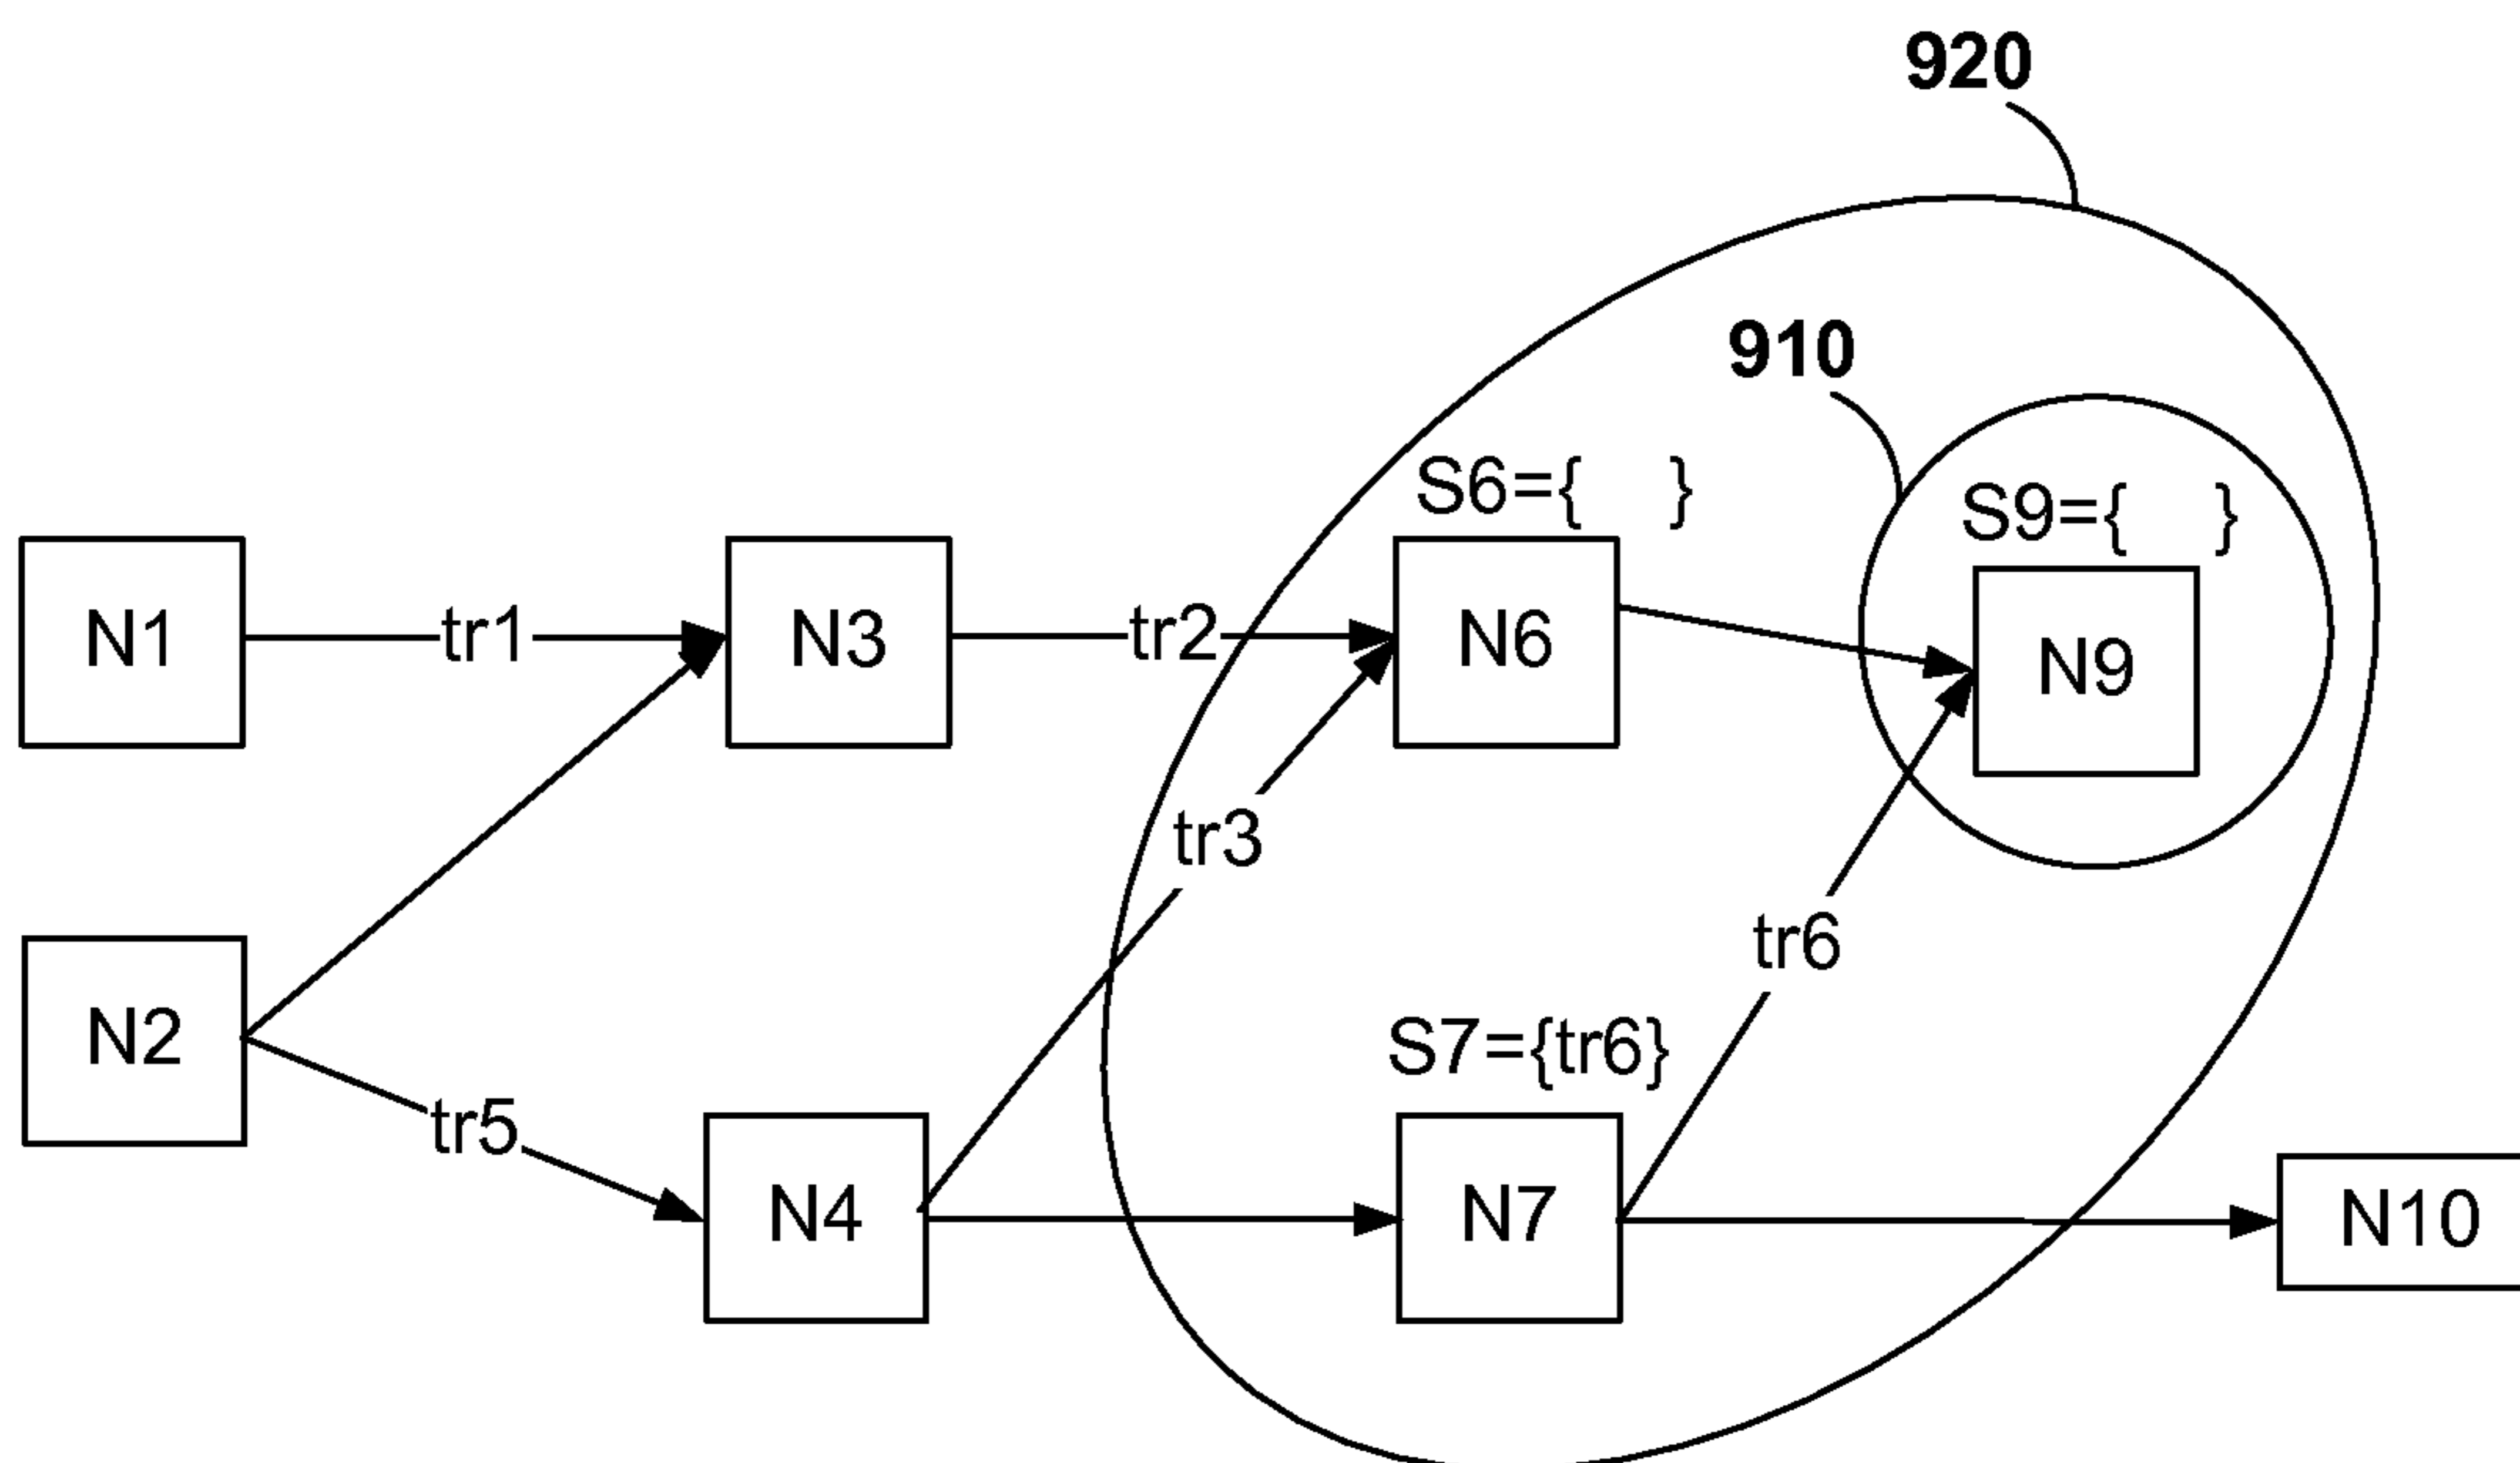 920
910
S6={ }
S9={ }
N1
tr1
N3
tr2
N6
N9
tr3
tr6
N2
S7={tr6}
tr5
N4
N7
N10